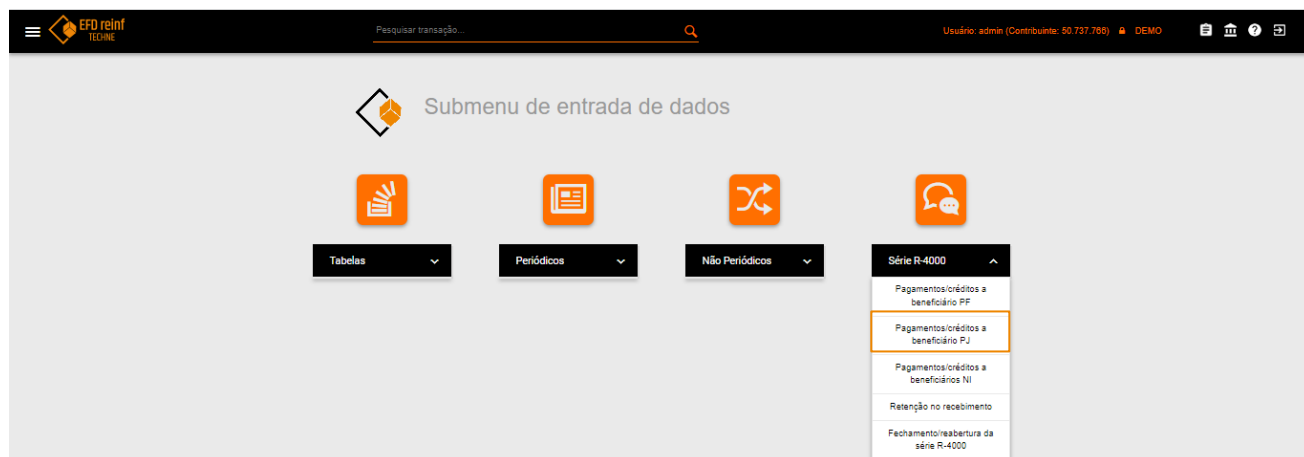 EFD reinf
TECHNE
Pesquisar transação...
Usuário: admin (Contribuinte: 50.737.766)
DEMO
Submenu de entrada de dados
Tabelas
Periódicos
Não Periódicos
Série R-4000
Pagamentos/créditos a
beneficiário PF
Pagamentos/créditos a
beneficiário PJ
Pagamentos/créditos a
beneficiários NI
Retenção no recebimento
Fechamento/reabertura da
série R-4000